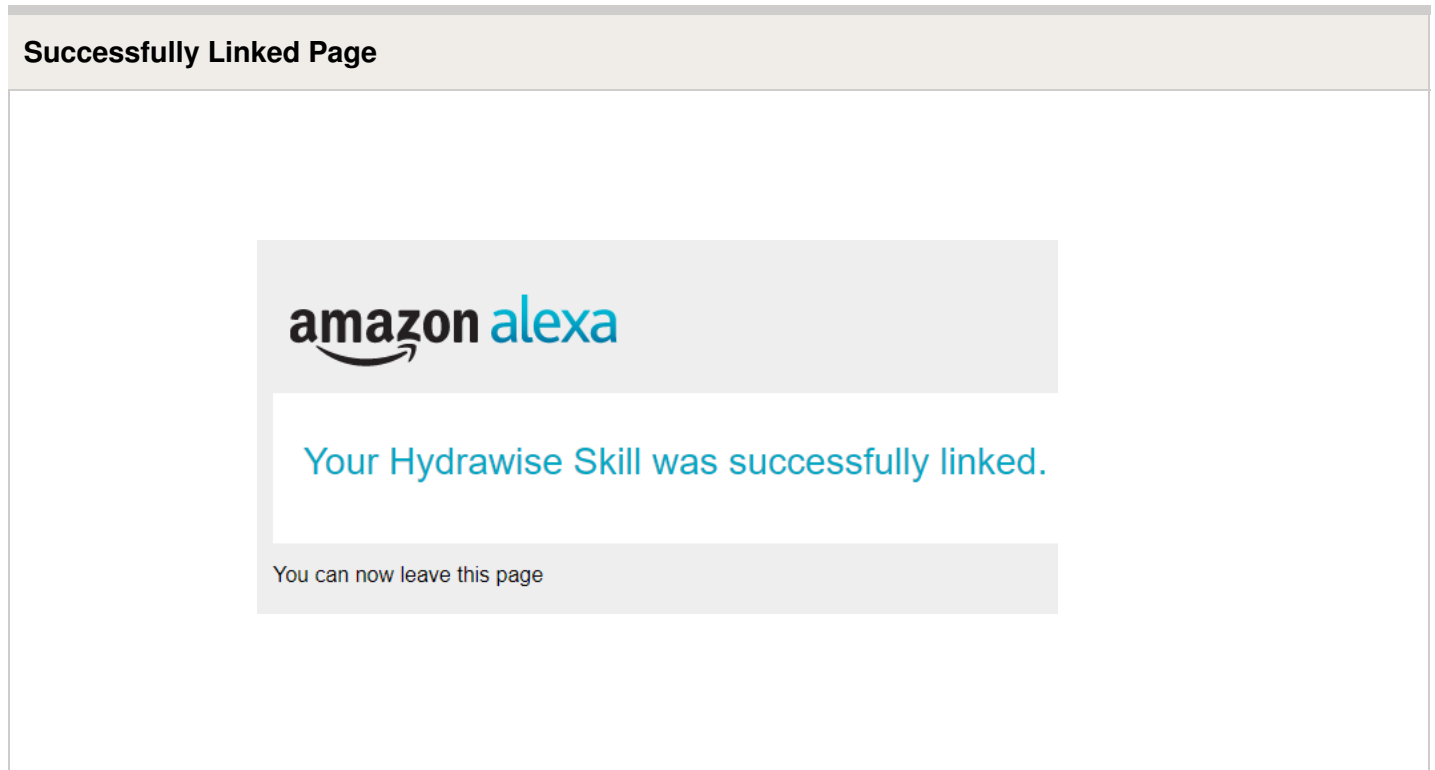 Successfully Linked Page
amazon alexa
Your Hydrawise Skill was successfully linked.
You can now leave this page